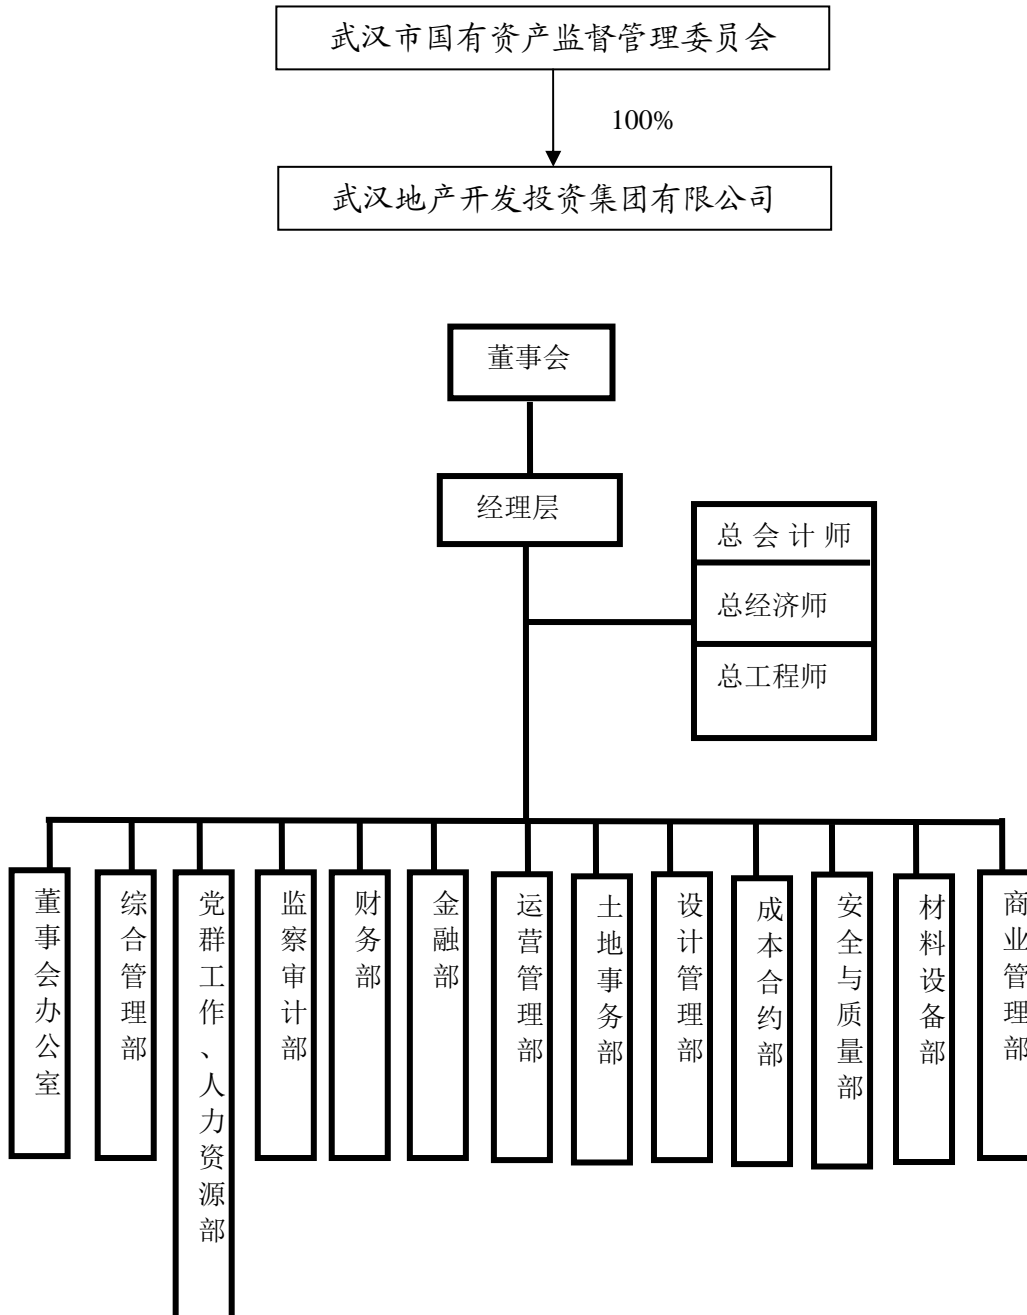 武汉市国有资产监督管理委员会
100%
武汉地产开发投资集团有限公司
董事会
经理层
总会计师
总经济师
总工程师
董事会办公室
综合管理部
党群工作、人力资源部
监察审计部
财务部
金融部
运营管理部
土地事务部
设计管理部
成本合约部
安全与质量部
材料设备部
商业管理部